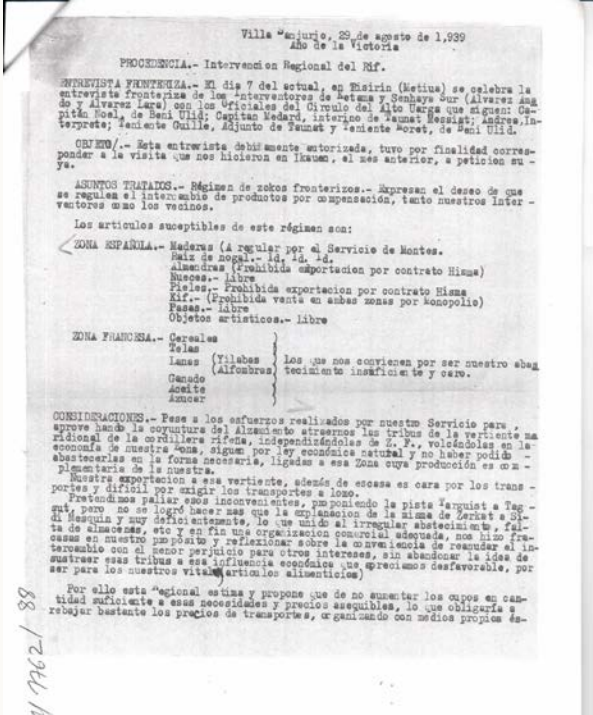 Villa Sanjurjo, 29 de agosto de 1,939
Año de la Victoria
PROCEDENCIA.- Intervencion Regional del Rif.
ENTREVISTA FRONTERIZA.- El dia 7 del actual, en Tisirin (Metiua) se celebra la
entrevista fronteriza de los Interventores de Ketama y Senhaya Sur (Alvarez Ama
do y Alvarez Lara) con los Oficiales del Circulo del Alto Uarga que siguen: Ca-
pitán Noel, de Beni Ulid; Capitan Medard, interino de Taunat Messiat; Andrea, In-
terprete; Teniente Guille, Adjunto de Taunat y Teniente Boret, de Beni Ulid.
OBJETO/.- Esta entrevista debidamente autorizada, tuvo por finalidad corres-
ponder a la visita que nos hicieron en Ikauen, el mes anterior, a peticion su -
ya.
ASUNTOS TRATADOS.- Régimen de zokos fronterizos.- Expresan el deseo de que
se regulen el intercambio de productos por compensación, tanto nuestros Inter -
ventores como los vecinos.
Los articulos suceptibles de este régimen son:
ZONA ESPAÑOLA.- Maderas (A regular por el Servicio de Montes.
Raiz de nogal.- Id. Id. Id.
Almendras (Prohibida exportacion por contrato Hisma)
Nueces.- Libre
Pieles.- Prohibida exportacion por contrato Hisma
Kif.- (Prohibida venta en ambas zonas por Monopolio)
Pasas.- Libre
Objetos artisticos.- Libre
ZONA FRANCESA.- Cereales
Telas
Lanas (Yilabas
(Alfombras
Ganado
Aceite
Azucar
Los que nos convienen por ser nuestro abas
tecimiento insuficiente y caro.
CONSIDERACIONES.- Pese a los esfuerzos realizados por nuestro Servicio para ,
aprovechando la coyuntura del Alzamiento atraernos las tribus de la vertiente me
ridional de la cordillera rifeña, independizándolas de Z. F., volcándolas en la
economía de nuestra Zona, siguen por ley económica natural y no haber podido -
abastecerlas en la forma necesaria, ligadas a esa Zona cuya producción es com -
plementaria de la nuestra.
Nuestra exportacion a esa vertiente, además de escasa es cara por los trans -
portes y dificil por exigir los transportes a lomo.
Pretendimos paliar esos inconvenientes, proponiendo la pista Targuist a Tag -
sut, pero no se logró hacer mas que la explanacion de la misma de Zerkat a Si-
di Mesquin y muy deficientemente, lo que unido al irregular abstecimiento, fal-
ta de almacenes, etc y en fin una organizacion comercial adecuada, nos hizo fra-
casas en nuestro propósito y reflexionar sobre la conveniencia de reanudar el in-
tercambio con el menor perjuicio para otros intereses, sin abandonar la idea de
sustraer esas tribus a esa influencia económica que apreciamos desfavorable, por
ser para los nuestros vitales articulos alimenticios)
Por ello esta Regional estima y propone que de no aumentar los cupos en can-
tidad suficiente a esas necesidades y precios asequibles, lo que obligaría a
rebajar bastante los precios de transportes, organizando con medios propios és-